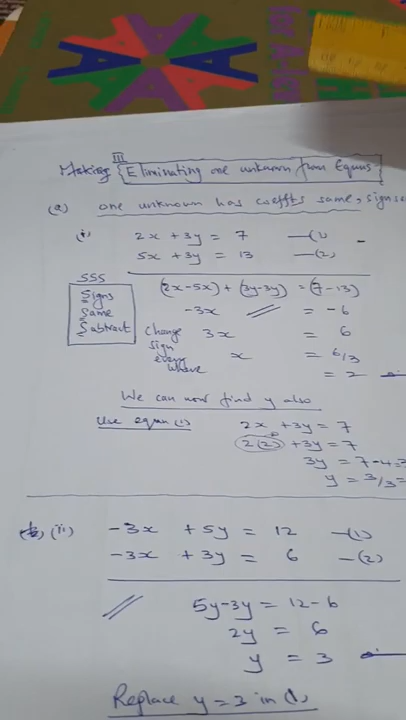 III
Making Eliminating one unknown from Equns
(a) one unknown has coeffts same, signs
(i) 2x + 3y = 7 —(1)
5x + 3y = 13 —(2)
SSS
Signs
Same
Subtract
(2x-5x) + (3y-3y) = (7-13)
-3x = -6
Change sign every where
3x = 6
x = 6/3
= 2
We can now find y also
Use equn (1) 2x + 3y = 7
2(2) + 3y = 7
3y = 7-4=3
y = 3/3=
(ii) -3x + 5y = 12 —(1)
-3x + 3y = 6 —(2)
5y-3y = 12-6
2y = 6
y = 3
Replace y = 3 in (1)